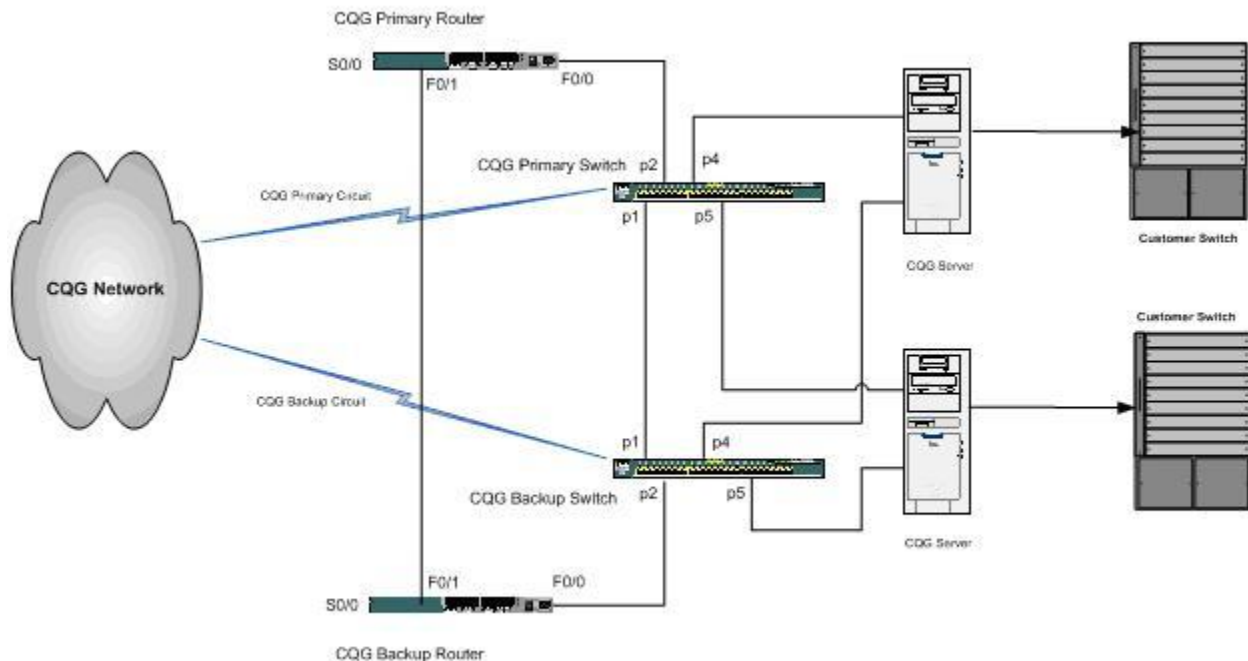 CQG Primary Router
S0/0
F0/1
F0/0
p2
p4
CQG Primary Switch
CQG Primary Circuit
p1
p5
CQG Server
Customer Switch
CQG Network
Customer Switch
CQG Backup Circuit
p1
p4
CQG Backup Switch
p2
p5
CQG Server
F0/1
F0/0
S0/0
CQG Backup Router